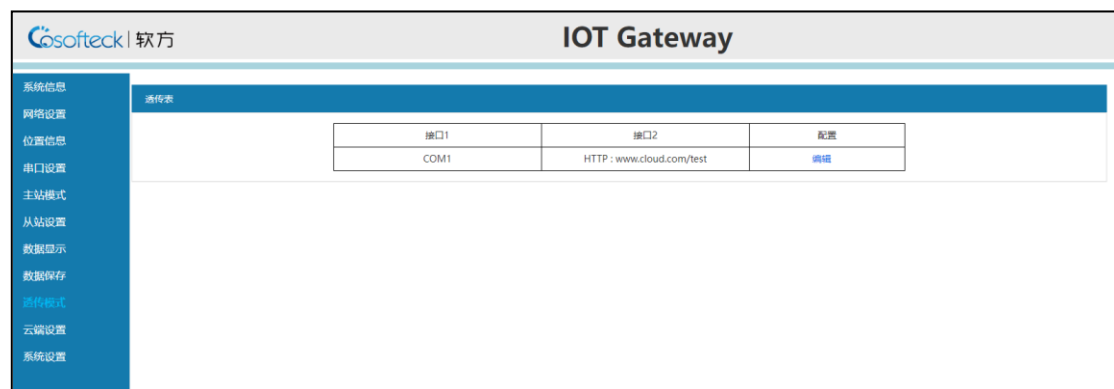 Cosofteck | 软方
IOT Gateway
系统信息
网络设置
位置信息
串口设置
主站模式
从站设置
数据显示
数据保存
透传模式
云端设置
系统设置
透传表
接口1 接口2 配置
COM1 HTTP : www.cloud.com/test 编辑